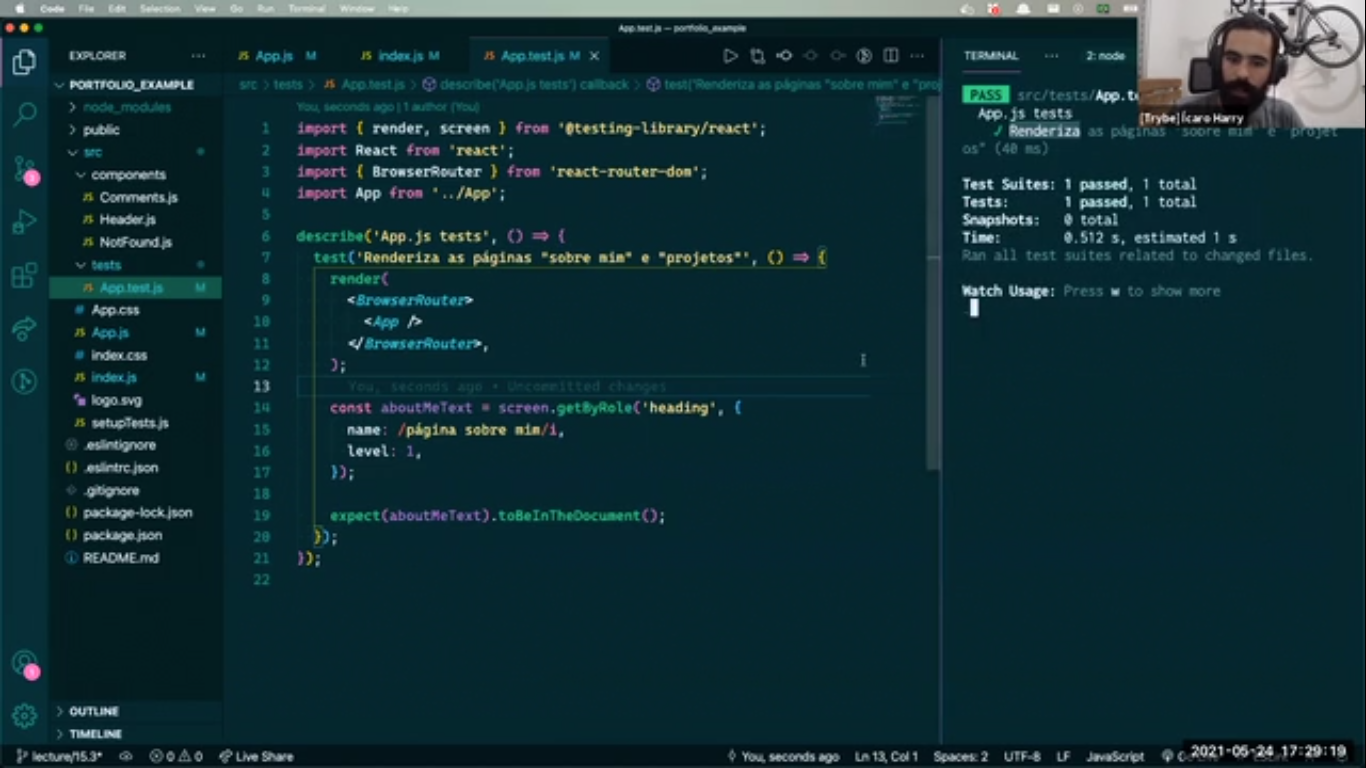 Code File Edit Selection View Go Run Terminal Window Help
App.test.js — portfolio_example
EXPLORER
PORTFOLIO_EXAMPLE
node_modules
public
src
components
JS Comments.js
JS Header.js
JS NotFound.js
tests
JS App.test.js M
# App.css
JS App.js M
# index.css
JS index.js M
logo.svg
JS setupTests.js
.eslintignore
{} .eslintrc.json
.gitignore
{} package-lock.json
{} package.json
README.md
OUTLINE
TIMELINE
JS App.js M JS index.js M JS App.test.js M
src > tests > JS App.test.js > describe('App.js tests') callback > test('Renderiza as páginas "sobre mim" e "proj
You, seconds ago | 1 author (You)
1 import { render, screen } from '@testing-library/react';
2 import React from 'react';
3 import { BrowserRouter } from 'react-router-dom';
4 import App from '../App';
5
6 describe('App.js tests', () => {
7 test('Renderiza as páginas "sobre mim" e "projetos"', () => {
8 render(
9 <BrowserRouter>
10 <App />
11 </BrowserRouter>,
12 );
13 You, seconds ago • Uncommitted changes
14 const aboutMeText = screen.getByRole('heading', {
15 name: /página sobre mim/i,
16 level: 1,
17 });
18
19 expect(aboutMeText).toBeInTheDocument();
20 });
21 });
22
TERMINAL 2: node
PASS src/tests/App.t
App.js tests
✓ Renderiza as páginas "sobre mim" e "projet
os" (40 ms)
Test Suites: 1 passed, 1 total
Tests: 1 passed, 1 total
Snapshots: 0 total
Time: 0.512 s, estimated 1 s
Ran all test suites related to changed files.
Watch Usage: Press w to show more
[Trybe] Ícaro Harry
lecture/15.3* 0 0 Live Share You, seconds ago Ln 13, Col 1 Spaces: 2 UTF-8 LF JavaScript
2021-05-24 17:29:19